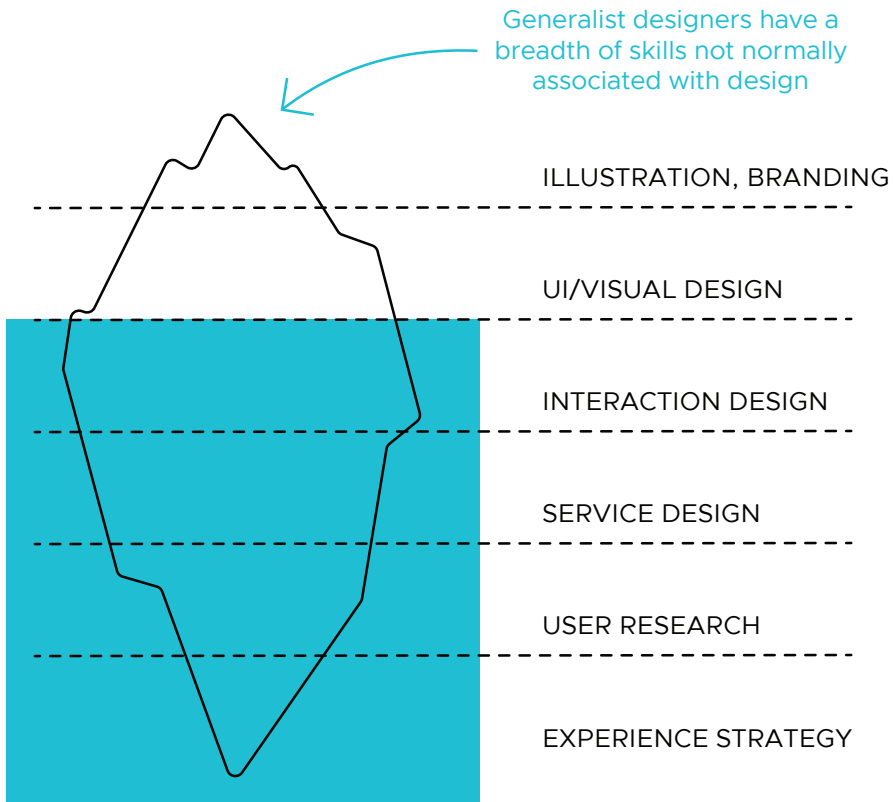 Generalist designers have a
breadth of skills not normally
associated with design
ILLUSTRATION, BRANDING
UI/VISUAL DESIGN
INTERACTION DESIGN
SERVICE DESIGN
USER RESEARCH
EXPERIENCE STRATEGY